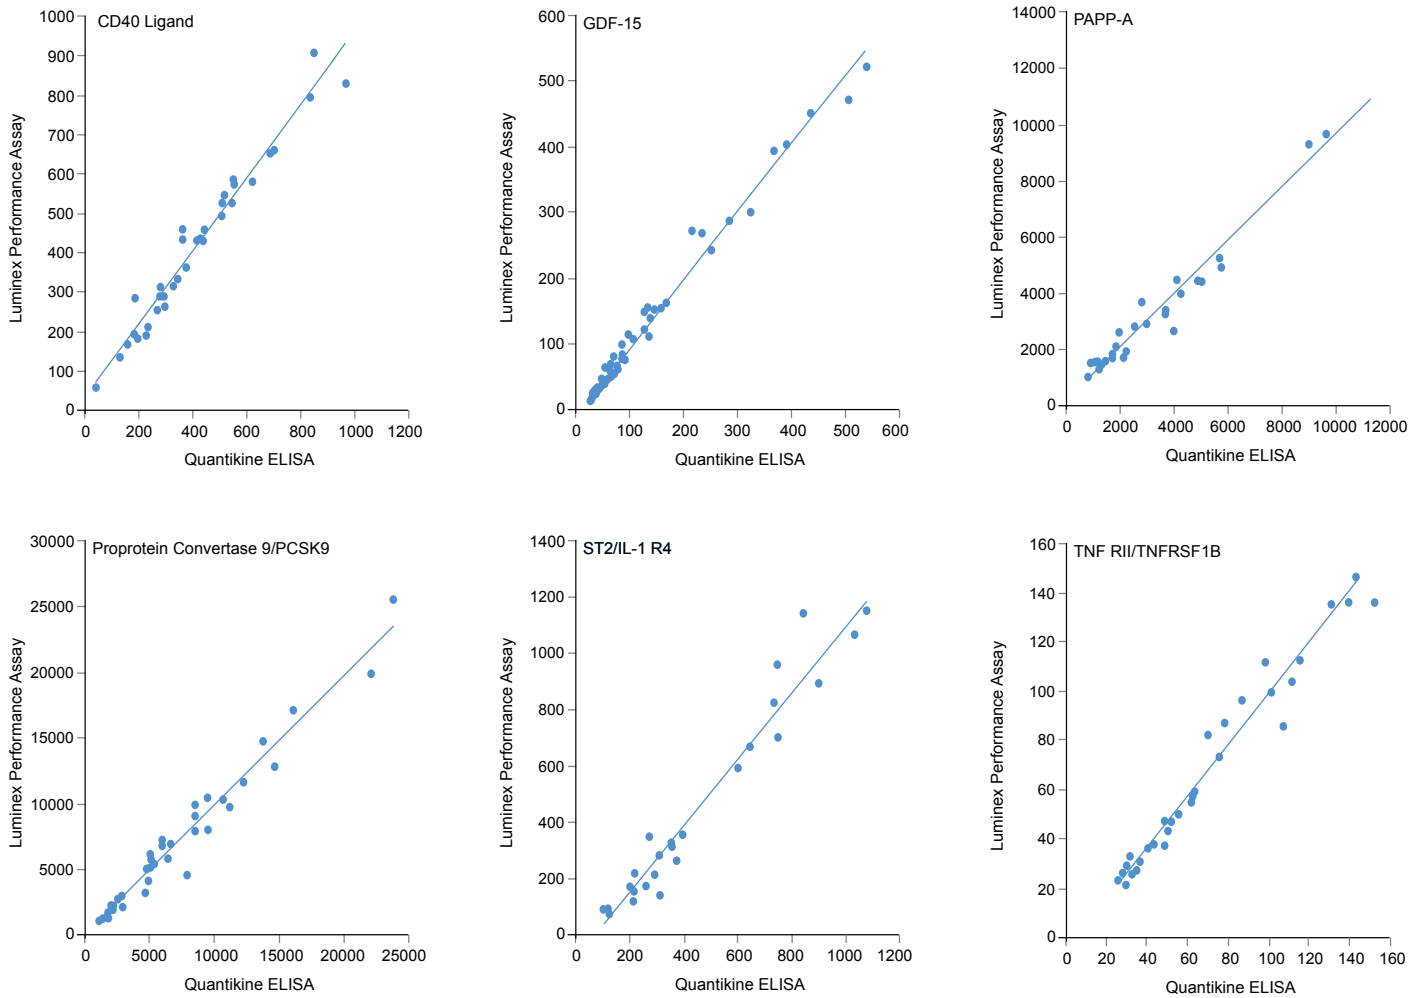 CD40 Ligand
Luminex Performance Assay
1000
900
800
700
600
500
400
300
200
100
0
0 200 400 600 800 1000 1200
Quantikine ELISA
GDF-15
Luminex Performance Assay
600
500
400
300
200
100
0
0 100 200 300 400 500 600
Quantikine ELISA
PAPP-A
Luminex Performance Assay
14000
12000
10000
8000
6000
4000
2000
0
0 2000 4000 6000 8000 10000 12000
Quantikine ELISA
Proprotein Convertase 9/PCSK9
Luminex Performance Assay
30000
25000
20000
15000
10000
5000
0
0 5000 10000 15000 20000 25000
Quantikine ELISA
ST2/IL-1 R4
Luminex Performance Assay
1400
1200
1000
800
600
400
200
0
0 200 400 600 800 1000 1200
Quantikine ELISA
TNF RII/TNFRSF1B
Luminex Performance Assay
160
140
120
100
80
60
40
20
0
0 20 40 60 80 100 120 140 160
Quantikine ELISA